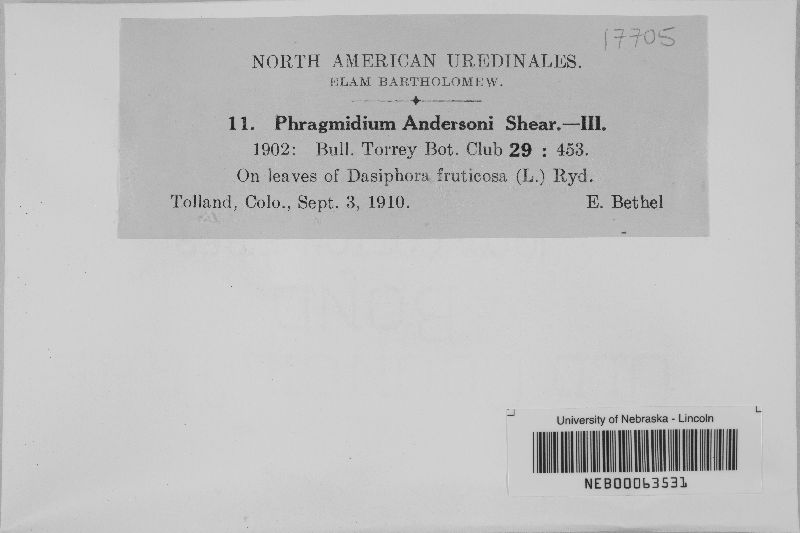 17705
NORTH AMERICAN UREDINALES.
ELAM BARTHOLOMEW.
11. Phragmidium Andersoni Shear.—III.
1902: Bull. Torrey Bot. Club 29 : 453.
On leaves of Dasiphora fruticosa (L.) Ryd.
Tolland, Colo., Sept. 3, 1910. E. Bethel
University of Nebraska - Lincoln
NEB00063531